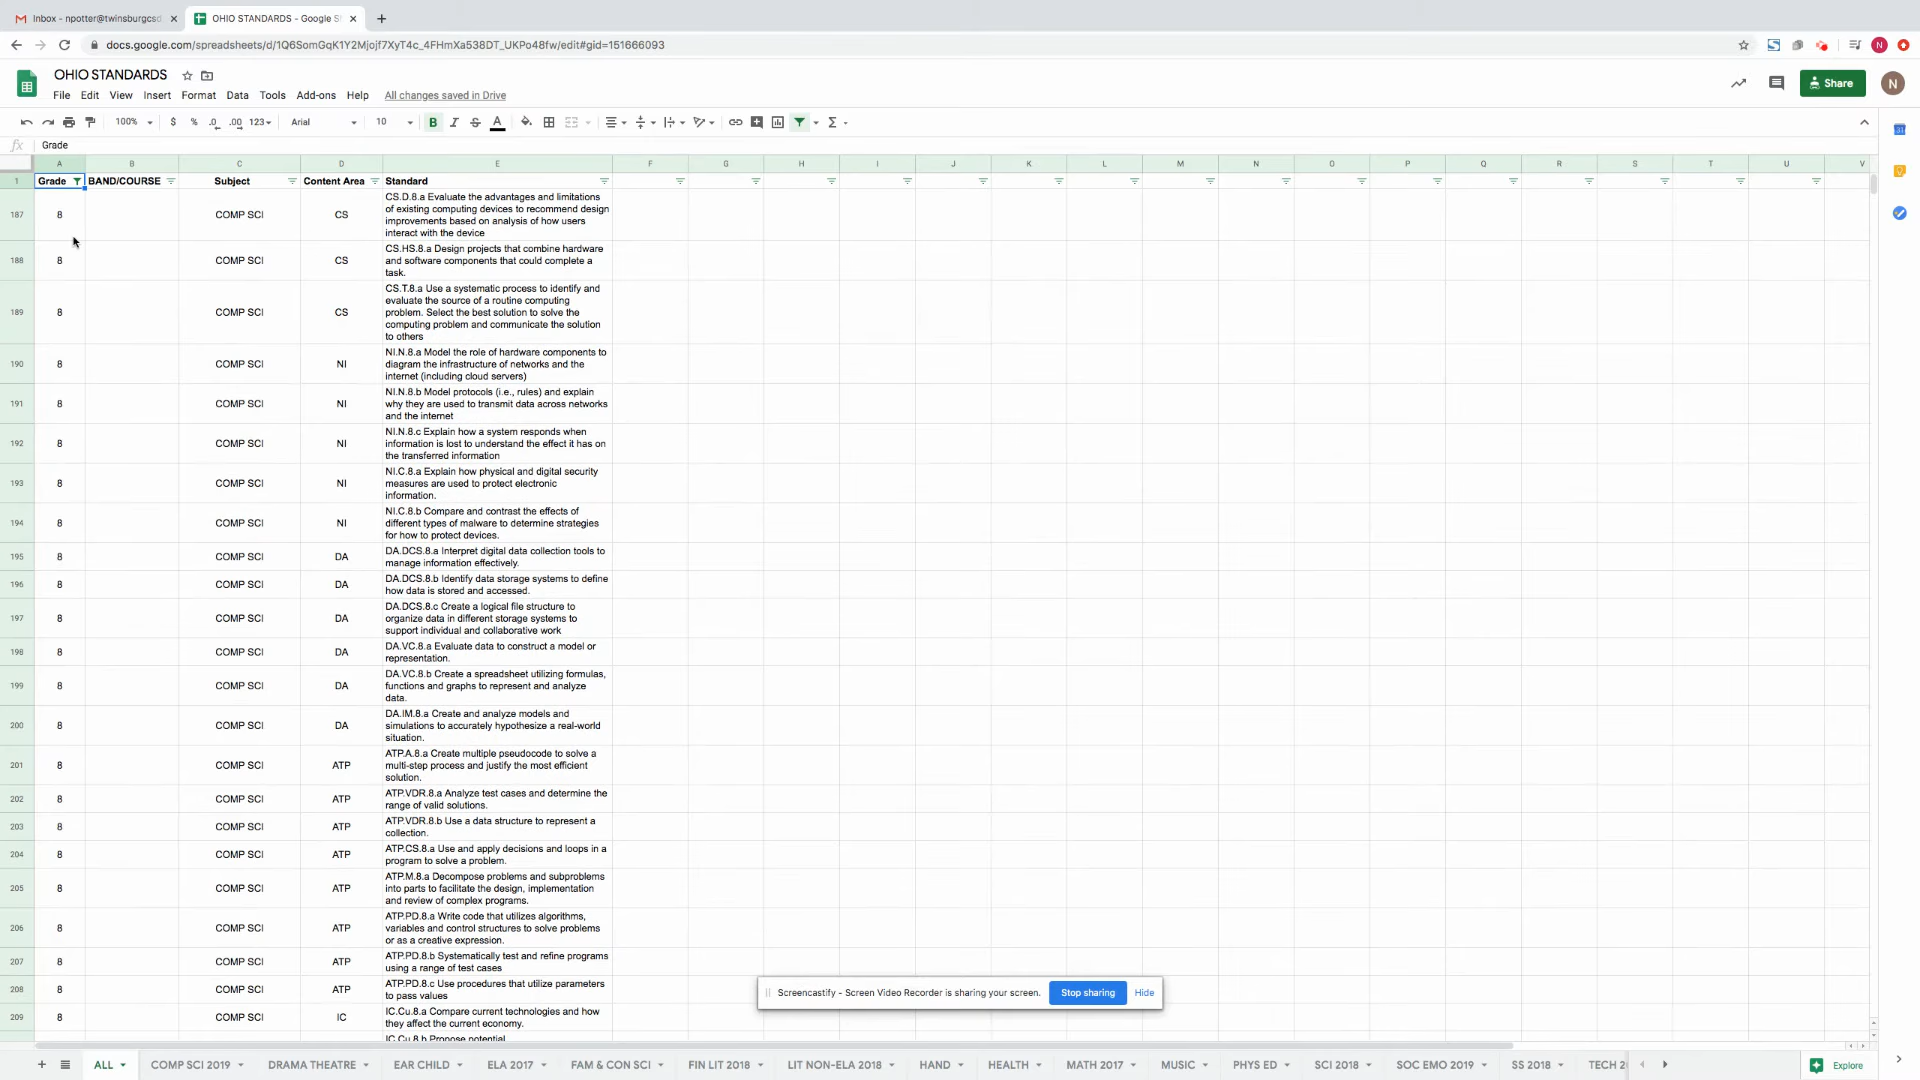 Inbox - npotter@twinsburgcsd
OHIO STANDARDS - Google S
docs.google.com/spreadsheets/d/1Q6SomGqK1Y2Mjojf7XyT4c_4FHmXa538DT_UKPo48fw/edit#gid=151666093
OHIO STANDARDS
File Edit View Insert Format Data Tools Add-ons Help All changes saved in Drive
Share
N
100% $ % .0 .00 123 Arial 10 B I S A
fx Grade
A B C D E F G H I J K L M N O P Q R S T U V
1 Grade BAND/COURSE Subject Content Area Standard
187 8 COMP SCI CS CS.D.8.a Evaluate the advantages and limitations
of existing computing devices to recommend design
improvements based on analysis of how users
interact with the device
188 8 COMP SCI CS CS.HS.8.a Design projects that combine hardware
and software components that could complete a
task.
189 8 COMP SCI CS CS.T.8.a Use a systematic process to identify and
evaluate the source of a routine computing
problem. Select the best solution to solve the
computing problem and communicate the solution
to others
190 8 COMP SCI NI NI.N.8.a Model the role of hardware components to
diagram the infrastructure of networks and the
internet (including cloud servers)
191 8 COMP SCI NI NI.N.8.b Model protocols (i.e., rules) and explain
why they are used to transmit data across networks
and the internet
192 8 COMP SCI NI NI.N.8.c Explain how a system responds when
information is lost to understand the effect it has on
the transferred information
193 8 COMP SCI NI NI.C.8.a Explain how physical and digital security
measures are used to protect electronic
information.
194 8 COMP SCI NI NI.C.8.b Compare and contrast the effects of
different types of malware to determine strategies
for how to protect devices.
195 8 COMP SCI DA DA.DCS.8.a Interpret digital data collection tools to
manage information effectively.
196 8 COMP SCI DA DA.DCS.8.b Identify data storage systems to define
how data is stored and accessed.
197 8 COMP SCI DA DA.DCS.8.c Create a logical file structure to
organize data in different storage systems to
support individual and collaborative work
198 8 COMP SCI DA DA.VC.8.a Evaluate data to construct a model or
representation.
199 8 COMP SCI DA DA.VC.8.b Create a spreadsheet utilizing formulas,
functions and graphs to represent and analyze
data.
200 8 COMP SCI DA DA.IM.8.a Create and analyze models and
simulations to accurately hypothesize a real-world
situation.
201 8 COMP SCI ATP ATP.A.8.a Create multiple pseudocode to solve a
multi-step process and justify the most efficient
solution.
202 8 COMP SCI ATP ATP.VDR.8.a Analyze test cases and determine the
range of valid solutions.
203 8 COMP SCI ATP ATP.VDR.8.b Use a data structure to represent a
collection.
204 8 COMP SCI ATP ATP.CS.8.a Use and apply decisions and loops in a
program to solve a problem.
205 8 COMP SCI ATP ATP.M.8.a Decompose problems and subproblems
into parts to facilitate the design, implementation
and review of complex programs.
206 8 COMP SCI ATP ATP.PD.8.a Write code that utilizes algorithms,
variables and control structures to solve problems
or as a creative expression.
207 8 COMP SCI ATP ATP.PD.8.b Systematically test and refine programs
using a range of test cases
208 8 COMP SCI ATP ATP.PD.8.c Use procedures that utilize parameters
to pass values
209 8 COMP SCI IC IC.Cu.8.a Compare current technologies and how
they affect the current economy.
IC.Cu.8.b Propose potential
Screencastify - Screen Video Recorder is sharing your screen. Stop sharing Hide
ALL COMP SCI 2019 DRAMA THEATRE EAR CHILD ELA 2017 FAM & CON SCI FIN LIT 2018 LIT NON-ELA 2018 HAND HEALTH MATH 2017 MUSIC PHYS ED SCI 2018 SOC EMO 2019 SS 2018 TECH 2 Explore